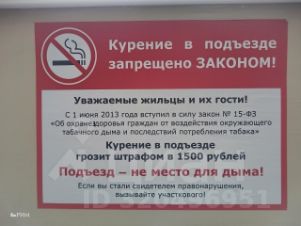 Курение в подъезде
запрещено ЗАКОНОМ!
Уважаемые жильцы и их гости!
С 1 июня 2013 года вступил в силу закон № 15-ФЗ
«Об охране здоровья граждан от воздействия окружающего
табачного дыма и последствий потребления табака»
Курение в подъезде
грозит штрафом в 1500 рублей
Подъезд – не место для дыма!
Если вы стали свидетелем правонарушения,
вызывайте участкового!